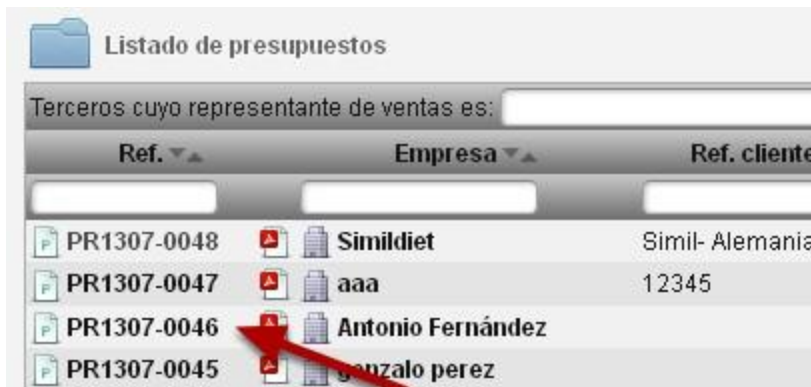 Listado de presupuestos
Terceros cuyo representante de ventas es:
Ref. Empresa Ref. cliente
PR1307-0048 Simildiet Simil- Alemania
PR1307-0047 aaa 12345
PR1307-0046 Antonio Fernández
PR1307-0045 gonzalo perez